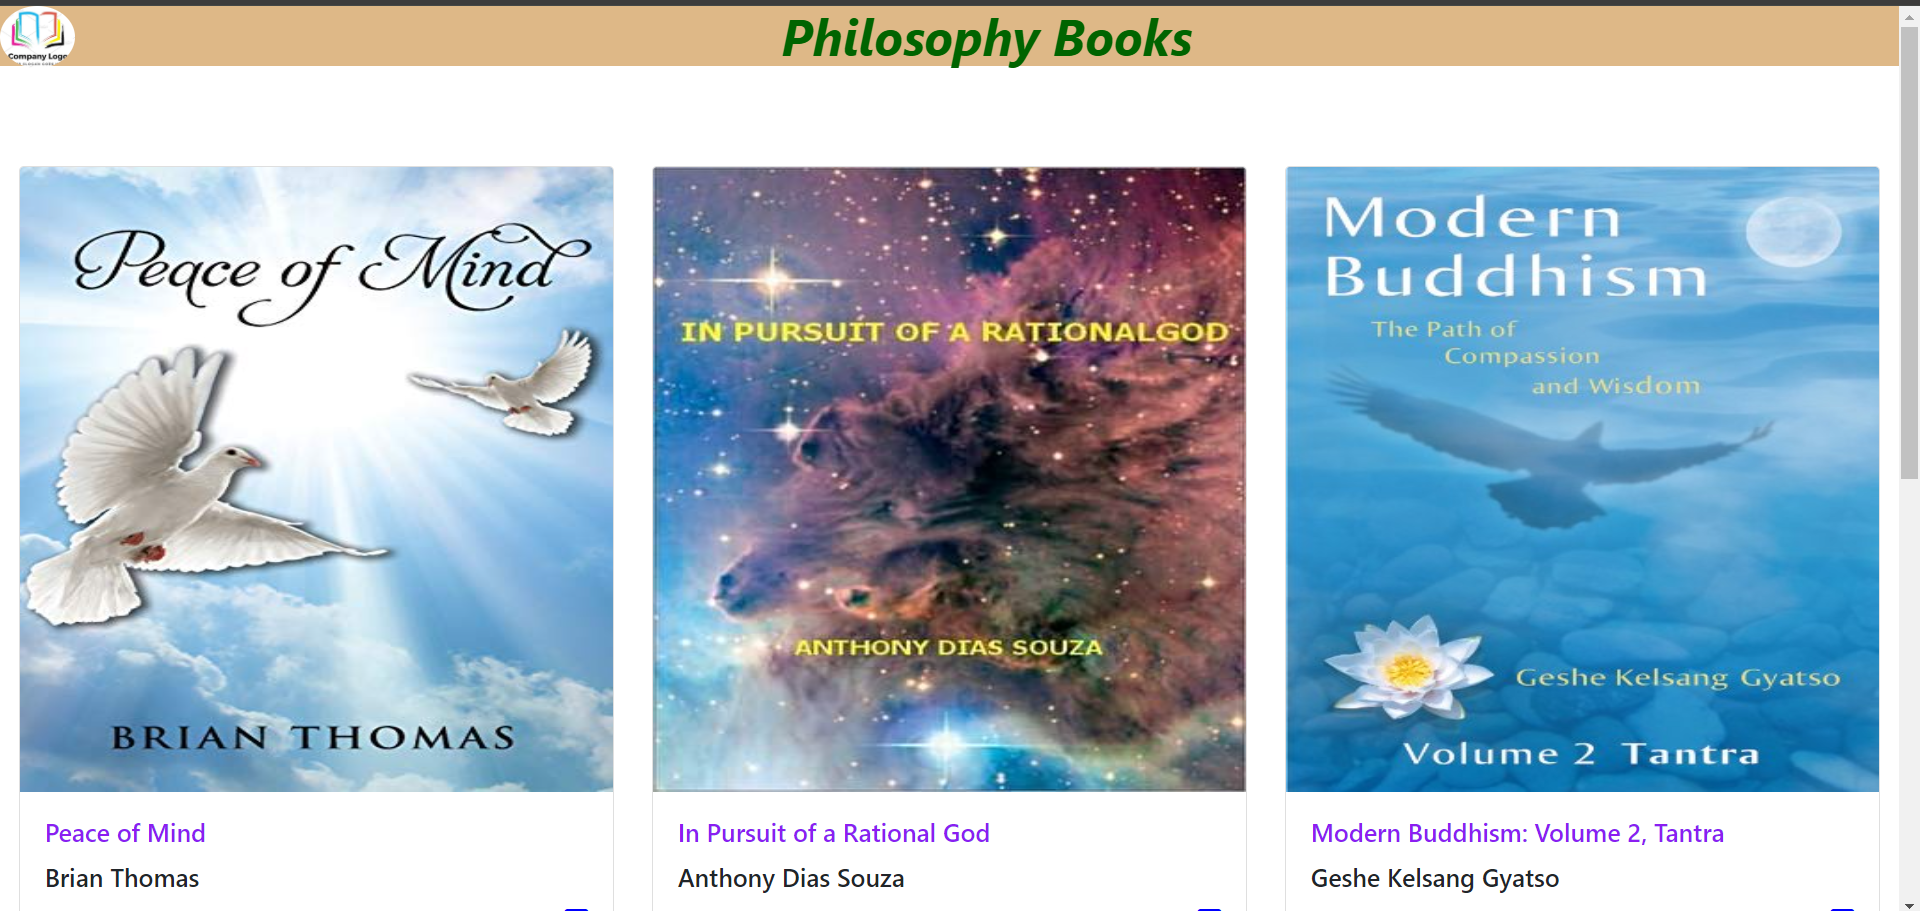 Company Logo
Philosophy Books
Peace of Mind
BRIAN THOMAS
IN PURSUIT OF A RATIONALGOD
ANTHONY DIAS SOUZA
Modern
Buddhism
The Path of
Compassion
and Wisdom
Geshe Kelsang Gyatso
Volume 2 Tantra
Peace of Mind
Brian Thomas
In Pursuit of a Rational God
Anthony Dias Souza
Modern Buddhism: Volume 2, Tantra
Geshe Kelsang Gyatso